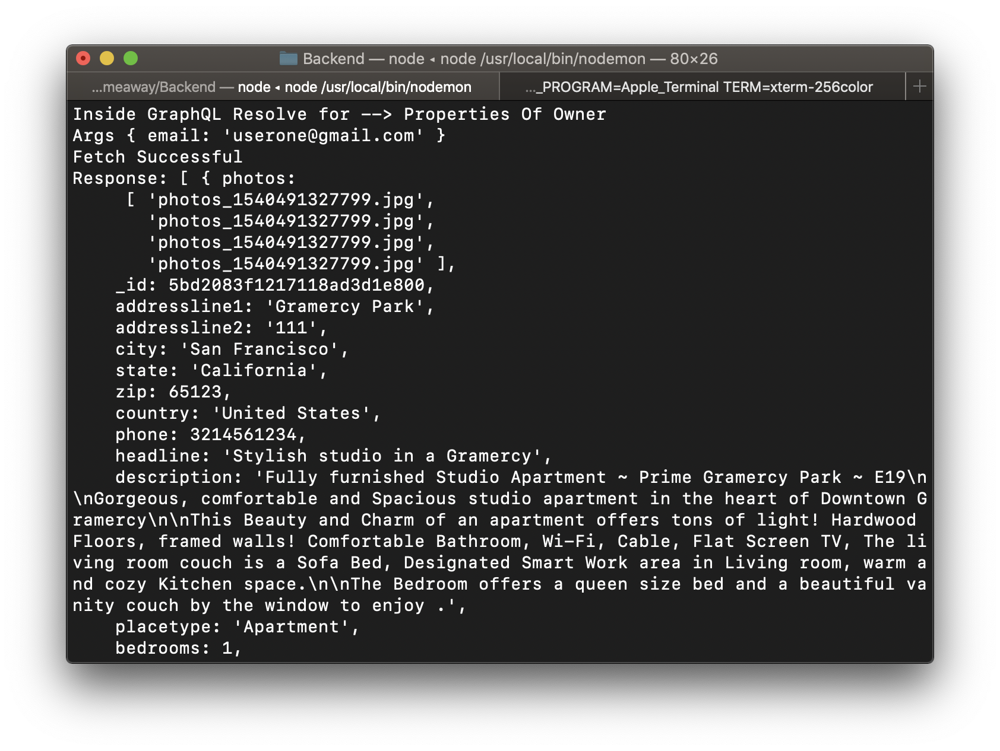 Backend — node ◂ node /usr/local/bin/nodemon — 80×26
...meaway/Backend — node ◂ node /usr/local/bin/nodemon
..._PROGRAM=Apple_Terminal TERM=xterm-256color
Inside GraphQL Resolve for --> Properties Of Owner
Args { email: 'userone@gmail.com' }
Fetch Successful
Response: [ { photos:
     [ 'photos_1540491327799.jpg',
       'photos_1540491327799.jpg',
       'photos_1540491327799.jpg',
       'photos_1540491327799.jpg' ],
    _id: 5bd2083f1217118ad3d1e800,
    addressline1: 'Gramercy Park',
    addressline2: '111',
    city: 'San Francisco',
    state: 'California',
    zip: 65123,
    country: 'United States',
    phone: 3214561234,
    headline: 'Stylish studio in a Gramercy',
    description: 'Fully furnished Studio Apartment ~ Prime Gramercy Park ~ E19\n
\nGorgeous, comfortable and Spacious studio apartment in the heart of Downtown G
ramercy\n\nThis Beauty and Charm of an apartment offers tons of light! Hardwood
Floors, framed walls! Comfortable Bathroom, Wi-Fi, Cable, Flat Screen TV, The li
ving room couch is a Sofa Bed, Designated Smart Work area in Living room, warm a
nd cozy Kitchen space.\n\nThe Bedroom offers a queen size bed and a beautiful va
nity couch by the window to enjoy .',
    placetype: 'Apartment',
    bedrooms: 1,